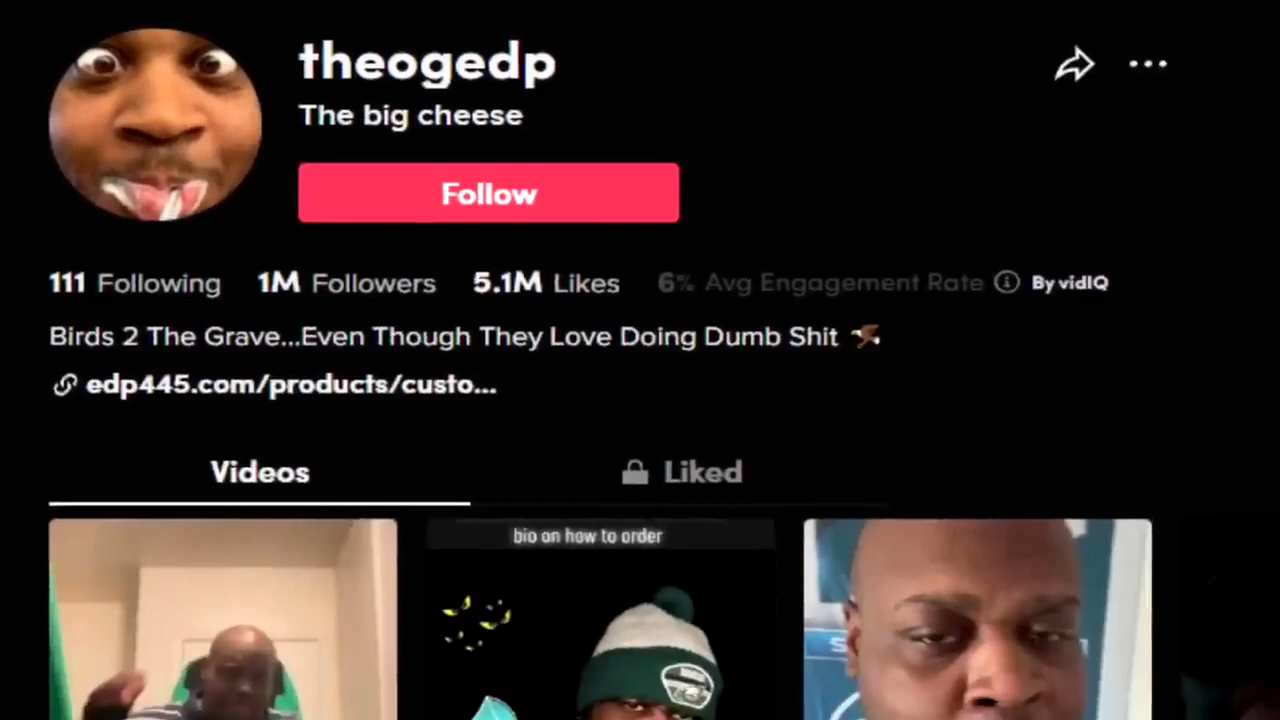 theogedp
The big cheese
Follow
111 Following 1M Followers 5.1M Likes 6% Avg Engagement Rate By vidIQ
Birds 2 The Grave...Even Though They Love Doing Dumb Shit
edp445.com/products/custo...
Videos Liked
bio on how to order